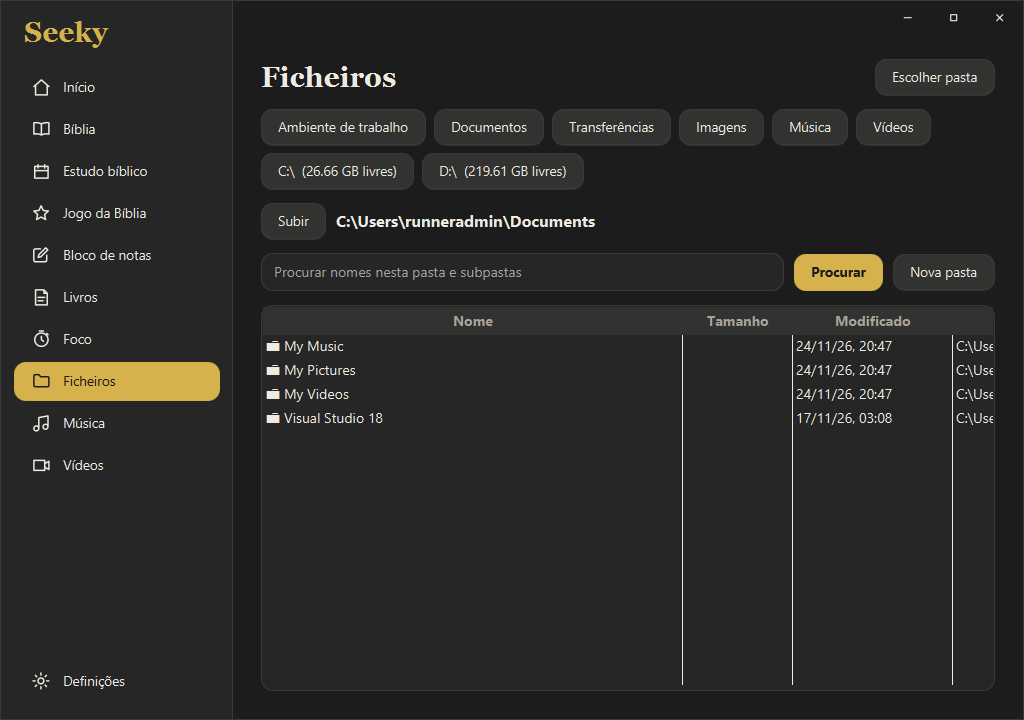 Seeky
Início
Bíblia
Estudo bíblico
Jogo da Bíblia
Bloco de notas
Livros
Foco
Ficheiros
Música
Vídeos
Definições
Ficheiros
Escolher pasta
Ambiente de trabalho Documentos Transferências Imagens Música Vídeos
C:\ (26.66 GB livres) D:\ (219.61 GB livres)
Subir C:\Users\runneradmin\Documents
Procurar nomes nesta pasta e subpastas Procurar Nova pasta
Nome Tamanho Modificado
My Music 24/11/26, 20:47 C:\Use
My Pictures 24/11/26, 20:47 C:\Use
My Videos 24/11/26, 20:47 C:\Use
Visual Studio 18 17/11/26, 03:08 C:\Use